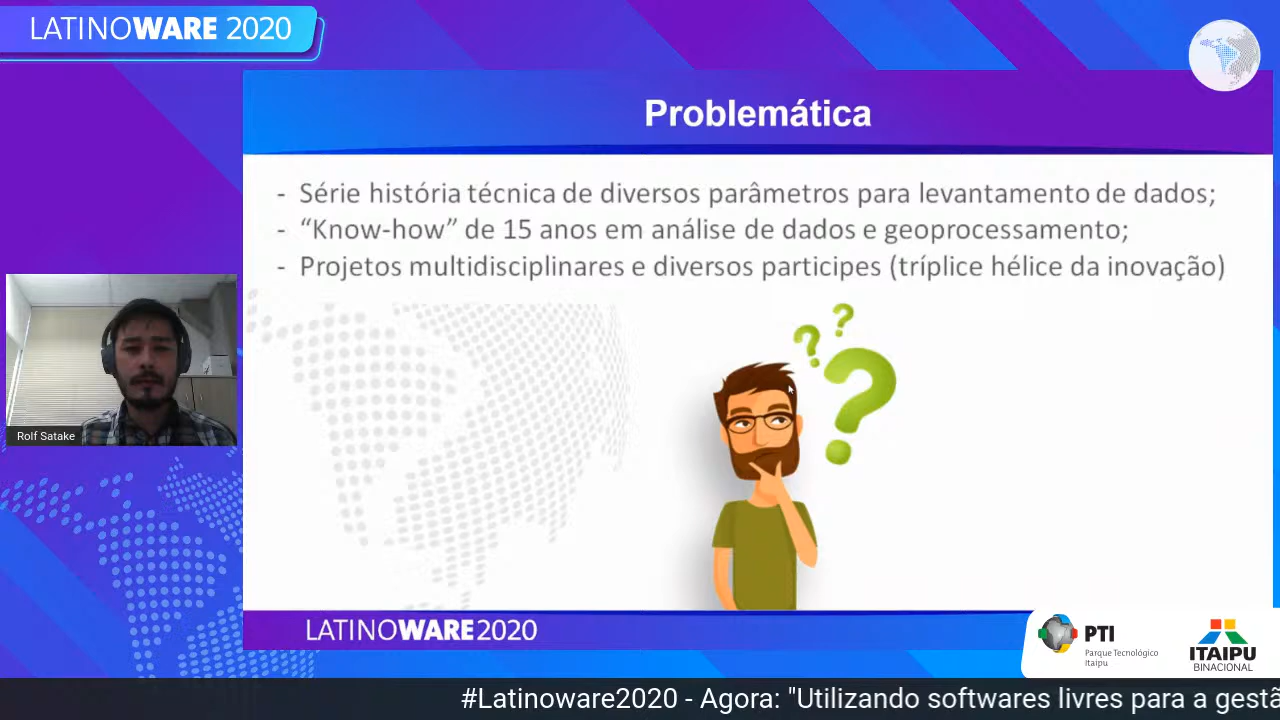 LATINOWARE 2020
Problemática
- Série história técnica de diversos parâmetros para levantamento de dados;
- “Know-how” de 15 anos em análise de dados e geoprocessamento;
- Projetos multidisciplinares e diversos participes (tríplice hélice da inovação)
? ? ?
Rolf Satake
LATINOWARE2020
PTI
Parque Tecnológico
Itaipu
ITAIPU
BINACIONAL
#Latinoware2020 - Agora: "Utilizando softwares livres para a gestã